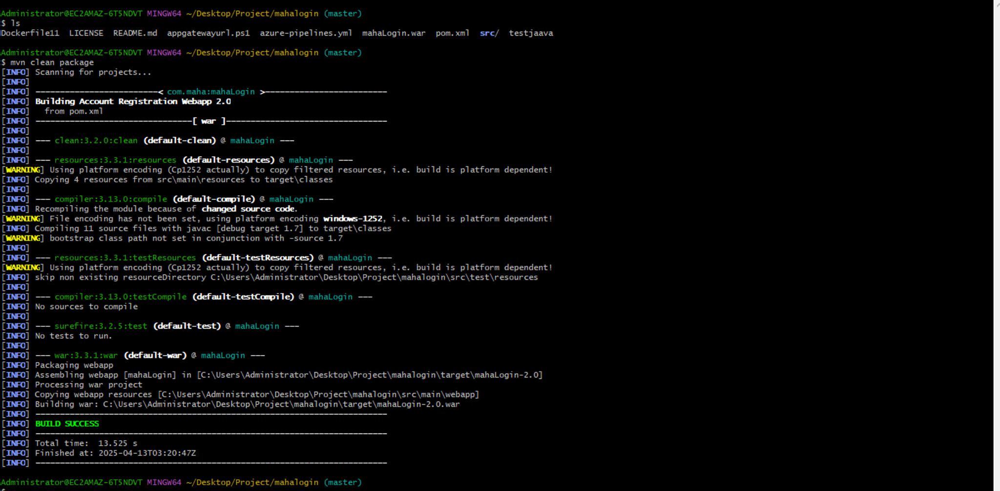 Administrator@EC2AMAZ-6T5NDVT MINGW64 ~/Desktop/Project/mahalogin (master)
$ ls
Dockerfile11  LICENSE  README.md  appgatewayurl.ps1  azure-pipelines.yml  mahaLogin.war  pom.xml  src/  testjaava
Administrator@EC2AMAZ-6T5NDVT MINGW64 ~/Desktop/Project/mahalogin (master)
$ mvn clean package
[INFO] Scanning for projects...
[INFO]
[INFO] -------------------------< com.maha:mahaLogin >-------------------------
[INFO] Building Account Registration Webapp 2.0
[INFO]   from pom.xml
[INFO] --------------------------------[ war ]---------------------------------
[INFO]
[INFO] --- clean:3.2.0:clean (default-clean) @ mahaLogin ---
[INFO]
[INFO] --- resources:3.3.1:resources (default-resources) @ mahaLogin ---
[WARNING] Using platform encoding (Cp1252 actually) to copy filtered resources, i.e. build is platform dependent!
[INFO] Copying 4 resources from src\main\resources to target\classes
[INFO]
[INFO] --- compiler:3.13.0:compile (default-compile) @ mahaLogin ---
[INFO] Recompiling the module because of changed source code.
[WARNING] File encoding has not been set, using platform encoding windows-1252, i.e. build is platform dependent!
[INFO] Compiling 11 source files with javac [debug target 1.7] to target\classes
[WARNING] bootstrap class path not set in conjunction with -source 1.7
[INFO]
[INFO] --- resources:3.3.1:testResources (default-testResources) @ mahaLogin ---
[WARNING] Using platform encoding (Cp1252 actually) to copy filtered resources, i.e. build is platform dependent!
[INFO] skip non existing resourceDirectory C:\Users\Administrator\Desktop\Project\mahalogin\src\test\resources
[INFO]
[INFO] --- compiler:3.13.0:testCompile (default-testCompile) @ mahaLogin ---
[INFO] No sources to compile
[INFO]
[INFO] --- surefire:3.2.5:test (default-test) @ mahaLogin ---
[INFO] No tests to run.
[INFO]
[INFO] --- war:3.3.1:war (default-war) @ mahaLogin ---
[INFO] Packaging webapp
[INFO] Assembling webapp [mahaLogin] in [C:\Users\Administrator\Desktop\Project\mahalogin\target\mahaLogin-2.0]
[INFO] Processing war project
[INFO] Copying webapp resources [C:\Users\Administrator\Desktop\Project\mahalogin\src\main\webapp]
[INFO] Building war: C:\Users\Administrator\Desktop\Project\mahalogin\target\mahaLogin-2.0.war
[INFO] ------------------------------------------------------------------------
[INFO] BUILD SUCCESS
[INFO] ------------------------------------------------------------------------
[INFO] Total time:  13.525 s
[INFO] Finished at: 2025-04-13T03:20:47Z
[INFO] ------------------------------------------------------------------------
Administrator@EC2AMAZ-6T5NDVT MINGW64 ~/Desktop/Project/mahalogin (master)